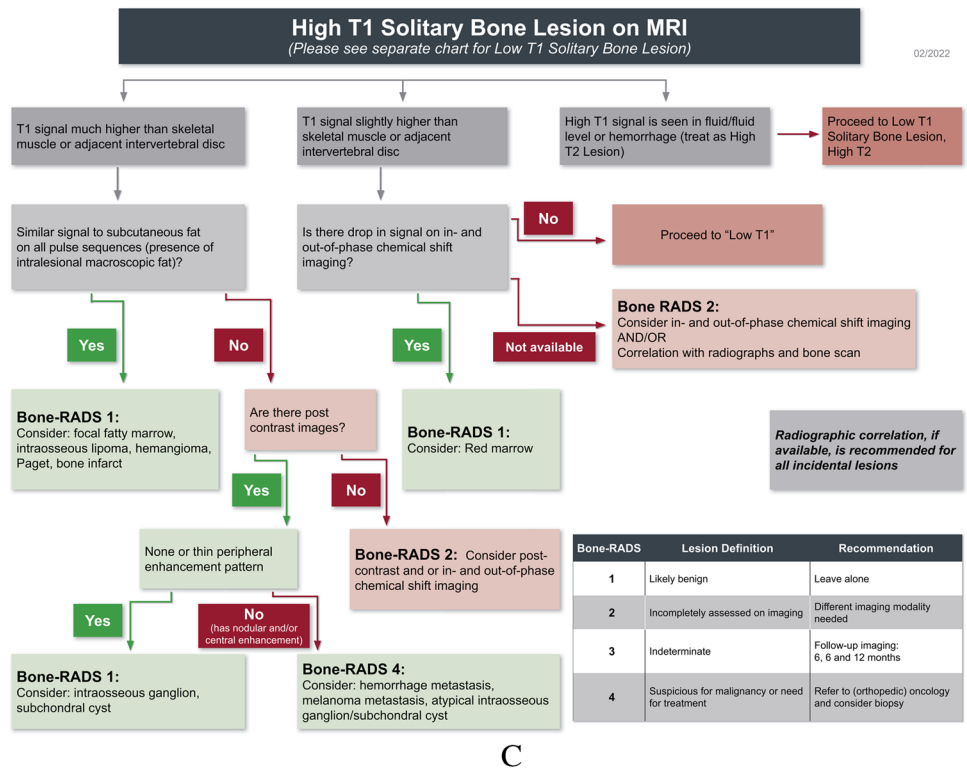 High T1 Solitary Bone Lesion on MRI
(Please see separate chart for Low T1 Solitary Bone Lesion)
02/2022
T1 signal much higher than skeletal
muscle or adjacent intervertebral disc
T1 signal slightly higher than
skeletal muscle or adjacent
intervertebral disc
High T1 signal is seen in fluid/fluid
level or hemorrhage (treat as High
T2 Lesion)
Proceed to Low T1
Solitary Bone Lesion,
High T2
Similar signal to subcutaneous fat
on all pulse sequences (presence of
intralesional macroscopic fat)?
Is there drop in signal on in- and
out-of-phase chemical shift
imaging?
No
Proceed to “Low T1”
Yes
No
Yes
Not available
Bone RADS 2:
Consider in- and out-of-phase chemical shift imaging
AND/OR
Correlation with radiographs and bone scan
Bone-RADS 1:
Consider: focal fatty marrow,
intraosseous lipoma, hemangioma,
Paget, bone infarct
Are there post
contrast images?
Bone-RADS 1:
Consider: Red marrow
Radiographic correlation, if
available, is recommended for
all incidental lesions
Yes
No
None or thin peripheral
enhancement pattern
Bone-RADS 2: Consider post-
contrast and or in- and out-of-phase
chemical shift imaging
Yes
No
(has nodular and/or
central enhancement)
Bone-RADS 1:
Consider: intraosseous ganglion,
subchondral cyst
Bone-RADS 4:
Consider: hemorrhage metastasis,
melanoma metastasis, atypical intraosseous
ganglion/subchondral cyst
Bone-RADS Lesion Definition Recommendation
1 Likely benign Leave alone
2 Incompletely assessed on imaging Different imaging modality
needed
3 Indeterminate Follow-up imaging:
6, 6 and 12 months
4 Suspicious for malignancy or need
for treatment Refer to (orthopedic) oncology
and consider biopsy
C